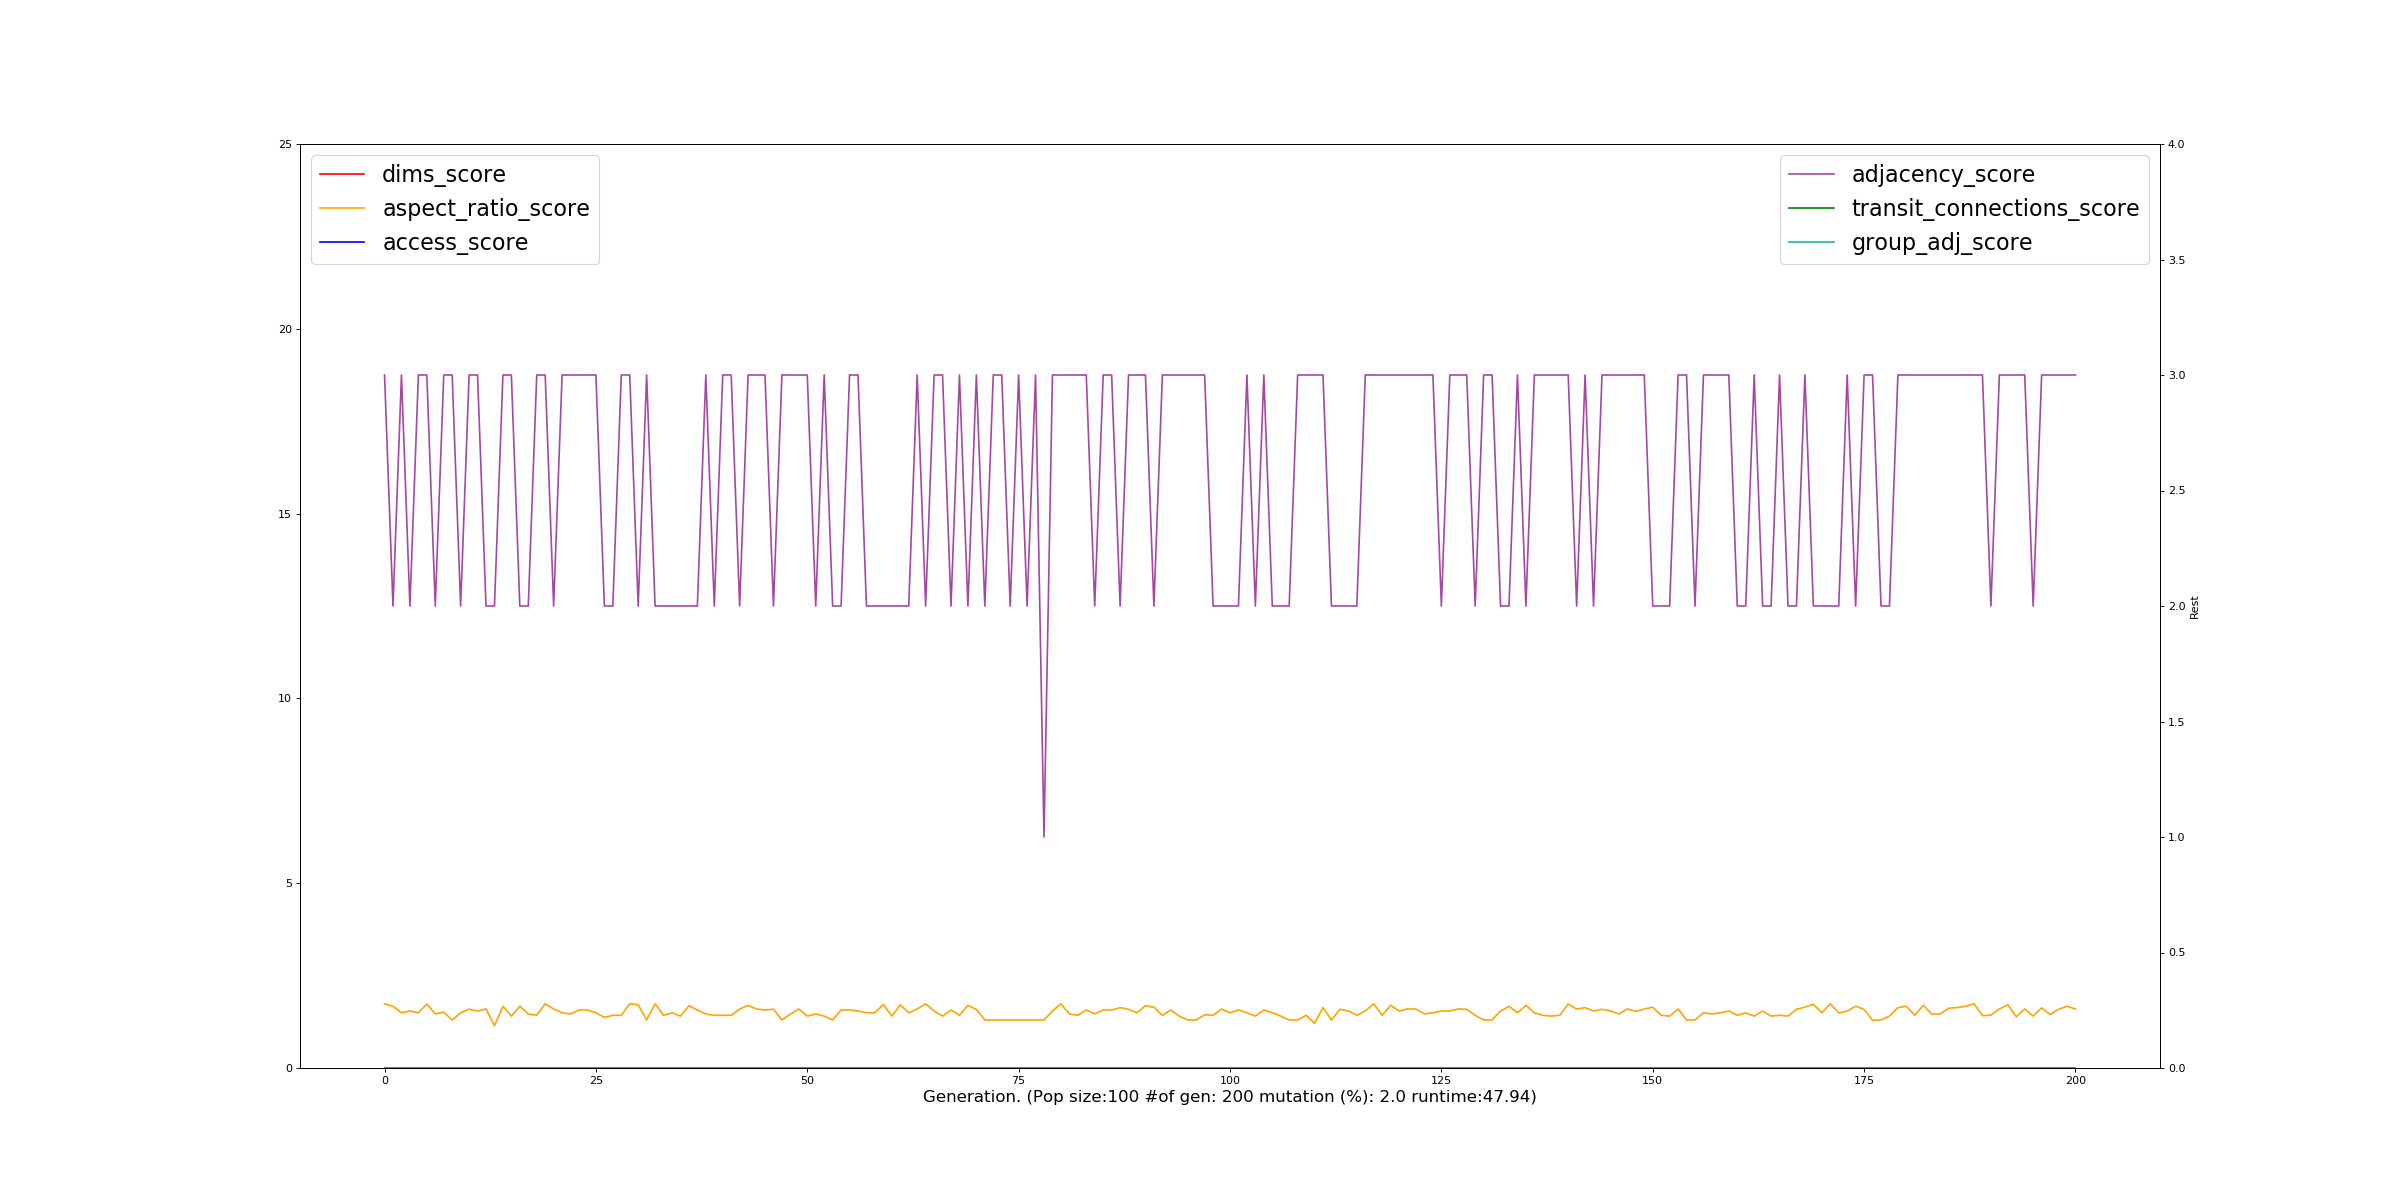 25
20
15
10
5
0
dims_score
aspect_ratio_score
access_score
adjacency_score
transit_connections_score
group_adj_score
4.0
3.5
3.0
2.5
2.0
1.5
1.0
0.5
0.0
Rest
0 25 50 75 100 125 150 175 200
Generation. (Pop size:100 #of gen: 200 mutation (%): 2.0 runtime:47.94)